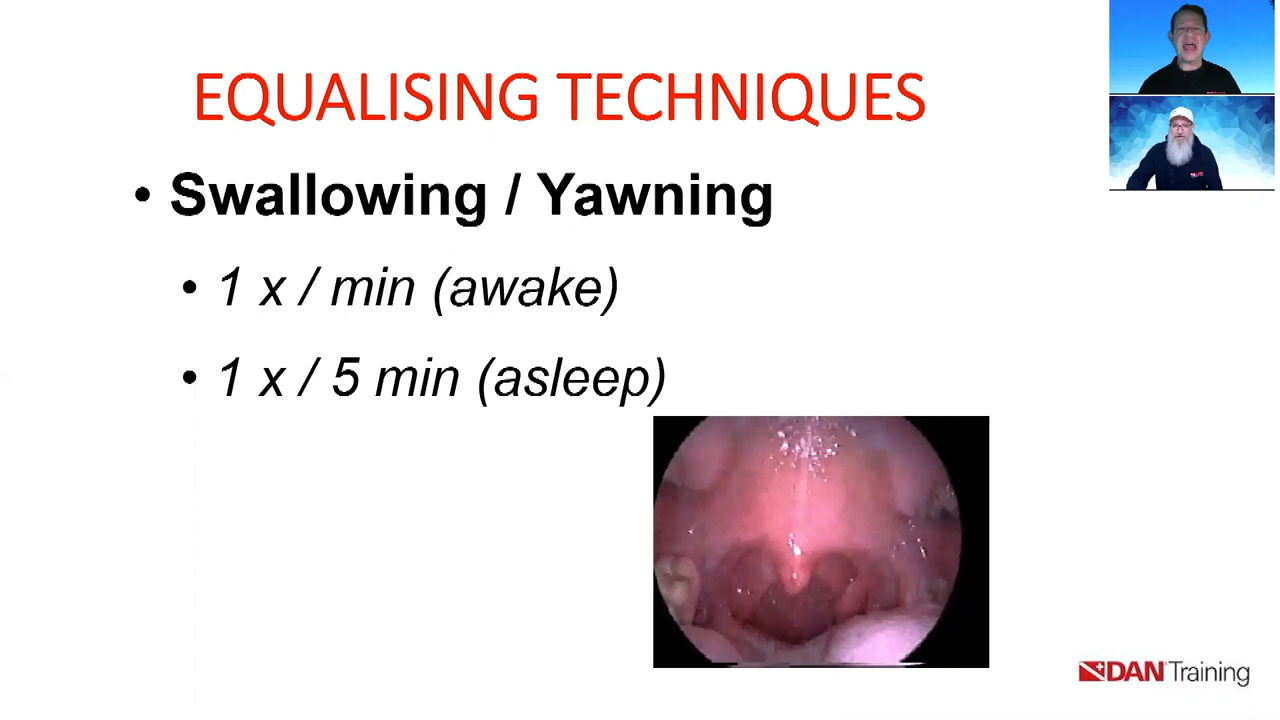 EQUALISING TECHNIQUES
• Swallowing / Yawning
• 1 x / min (awake)
• 1 x / 5 min (asleep)
DAN Training